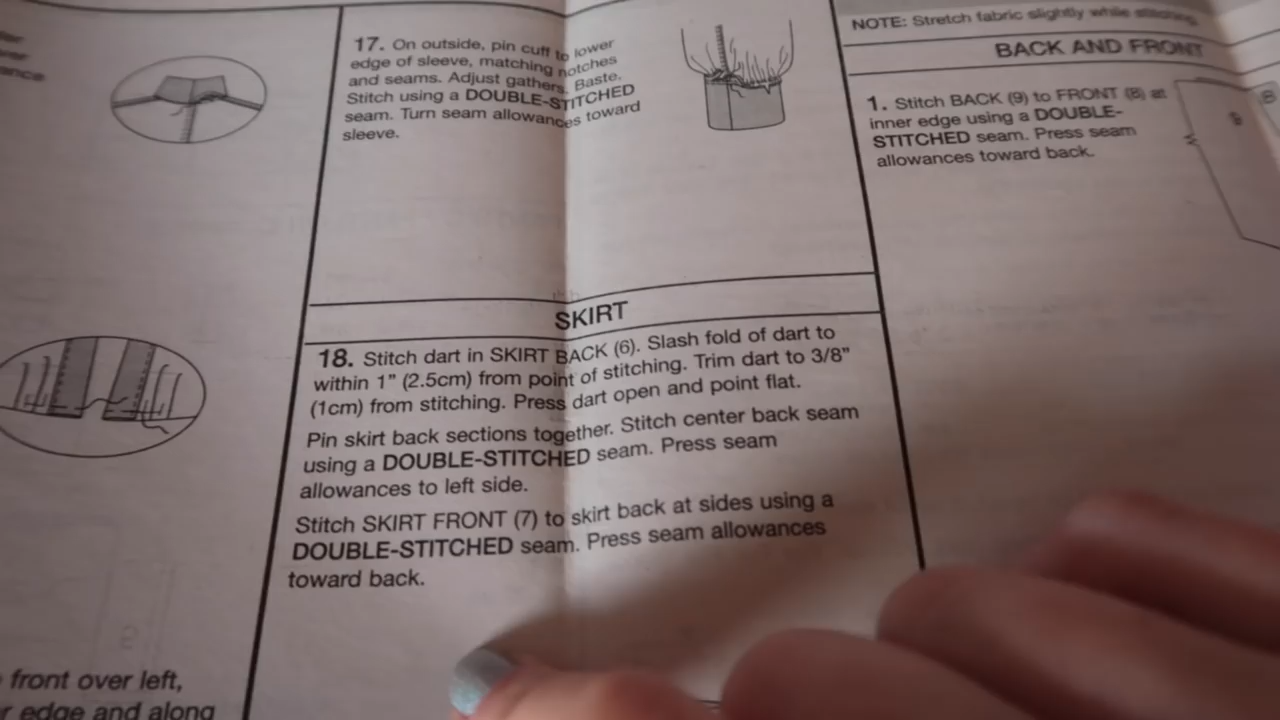 17. On outside, pin cuff to lower
edge of sleeve, matching notches
and seams. Adjust gathers. Baste.
Stitch using a DOUBLE-STITCHED
seam. Turn seam allowances toward
sleeve.
SKIRT
18. Stitch dart in SKIRT BACK (6). Slash fold of dart to
within 1" (2.5cm) from point of stitching. Trim dart to 3/8"
(1cm) from stitching. Press dart open and point flat.
Pin skirt back sections together. Stitch center back seam
using a DOUBLE-STITCHED seam. Press seam
allowances to left side.
Stitch SKIRT FRONT (7) to skirt back at sides using a
DOUBLE-STITCHED seam. Press seam allowances
toward back.
front over left,
edge and along
NOTE: Stretch fabric slightly while
BACK AND FRONT
1. Stitch BACK (9) to FRONT (8) at
inner edge using a DOUBLE-
STITCHED seam. Press seam
allowances toward back.
9
8